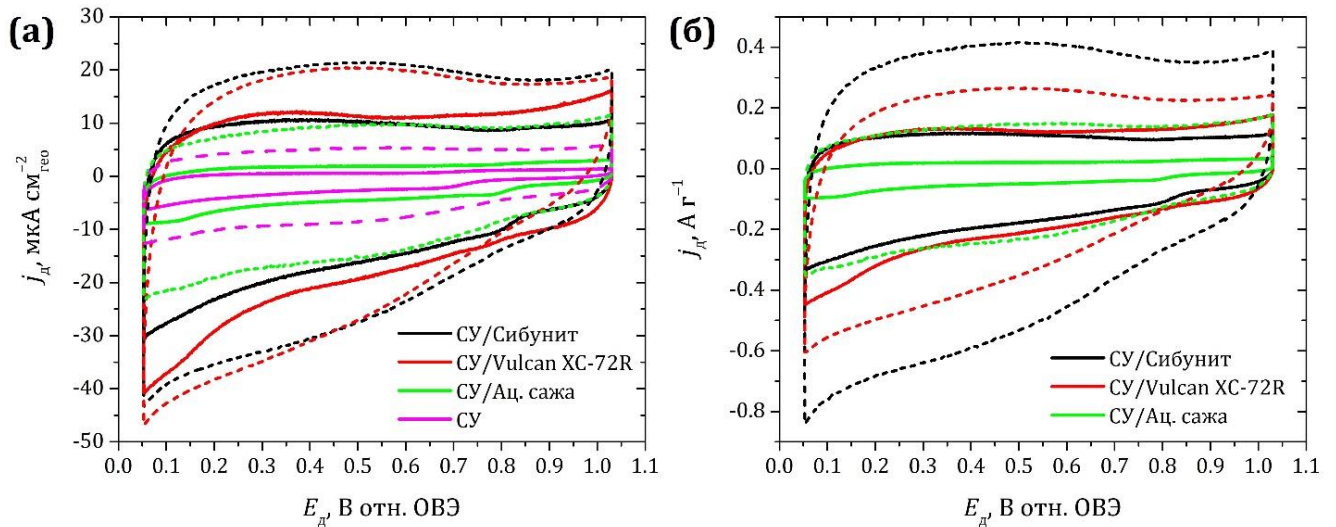 (а)
30
20
10
0
-10
-20
-30
-40
-50
j_д, мкА см⁻²_гео
СУ/Сибунит
СУ/Vulcan XC-72R
СУ/Ац. сажа
СУ
0.0 0.1 0.2 0.3 0.4 0.5 0.6 0.7 0.8 0.9 1.0 1.1
E_д, В отн. ОВЭ
(б)
0.4
0.2
0.0
-0.2
-0.4
-0.6
-0.8
j_д, А г⁻¹
СУ/Сибунит
СУ/Vulcan XC-72R
СУ/Ац. сажа
0.0 0.1 0.2 0.3 0.4 0.5 0.6 0.7 0.8 0.9 1.0 1.1
E_д, В отн. ОВЭ